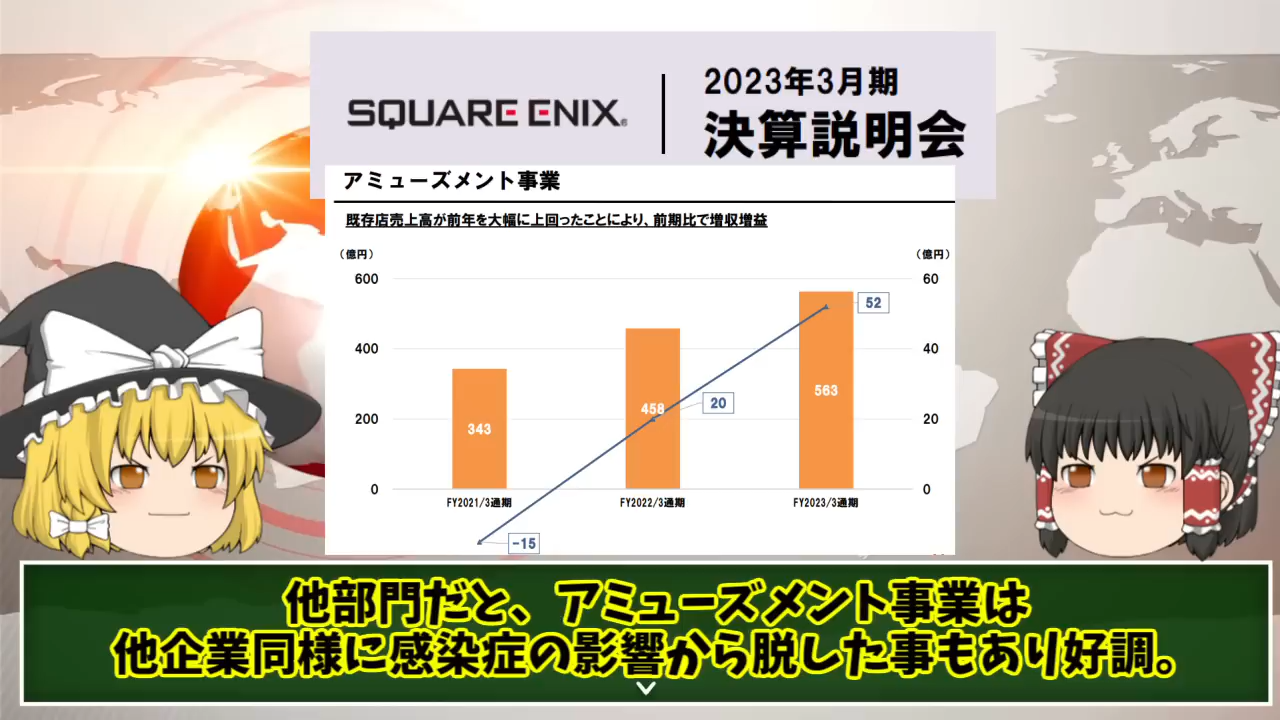 SQUARE ENIX®
2023年3月期
決算説明会
アミューズメント事業
既存店売上高が前年を大幅に上回ったことにより、前期比で増収増益
（億円）
（億円）
600
60
52
400
40
563
458
20
343
200
20
0
0
FY2021/3通期
FY2022/3通期
FY2023/3通期
-15
他部門だと、アミューズメント事業は
他企業同様に感染症の影響から脱した事もあり好調。